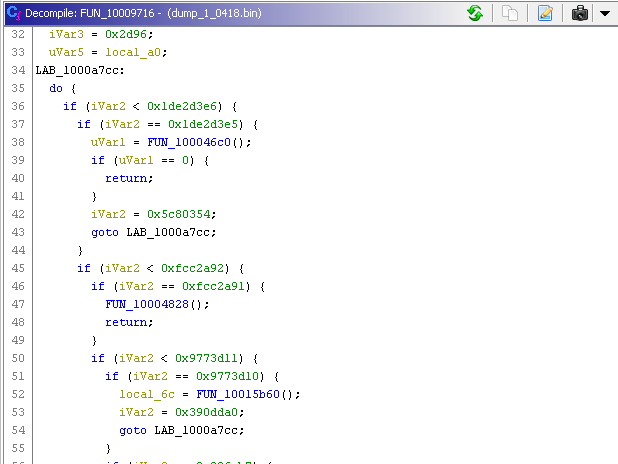 Decompile: FUN_10009716 - (dump_1_0418.bin)
32 iVar3 = 0x2d96;
33 uVar5 = local_a0;
34 LAB_1000a7cc:
35 do {
36 if (iVar2 < 0x1de2d3e6) {
37 if (iVar2 == 0x1de2d3e5) {
38 uVar1 = FUN_100046c0();
39 if (uVar1 == 0) {
40 return;
41 }
42 iVar2 = 0x5c80354;
43 goto LAB_1000a7cc;
44 }
45 if (iVar2 < 0xfcc2a92) {
46 if (iVar2 == 0xfcc2a91) {
47 FUN_10004828();
48 return;
49 }
50 if (iVar2 < 0x9773d11) {
51 if (iVar2 == 0x9773d10) {
52 local_6c = FUN_10015b60();
53 iVar2 = 0x390dda0;
54 goto LAB_1000a7cc;
55 }